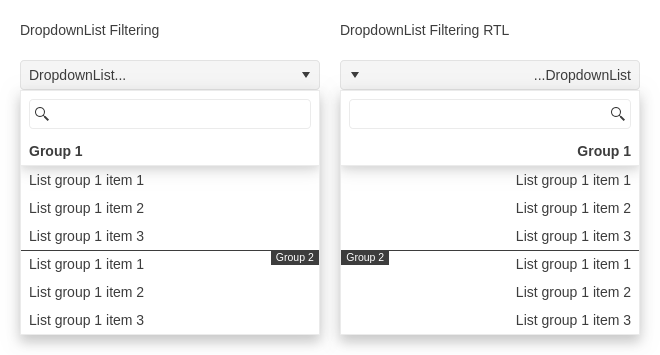 DropdownList Filtering
DropdownList...
Group 1
List group 1 item 1
List group 1 item 2
List group 1 item 3
Group 2
List group 1 item 1
List group 1 item 2
List group 1 item 3
DropdownList Filtering RTL
...DropdownList
Group 1
List group 1 item 1
List group 1 item 2
List group 1 item 3
Group 2
List group 1 item 1
List group 1 item 2
List group 1 item 3